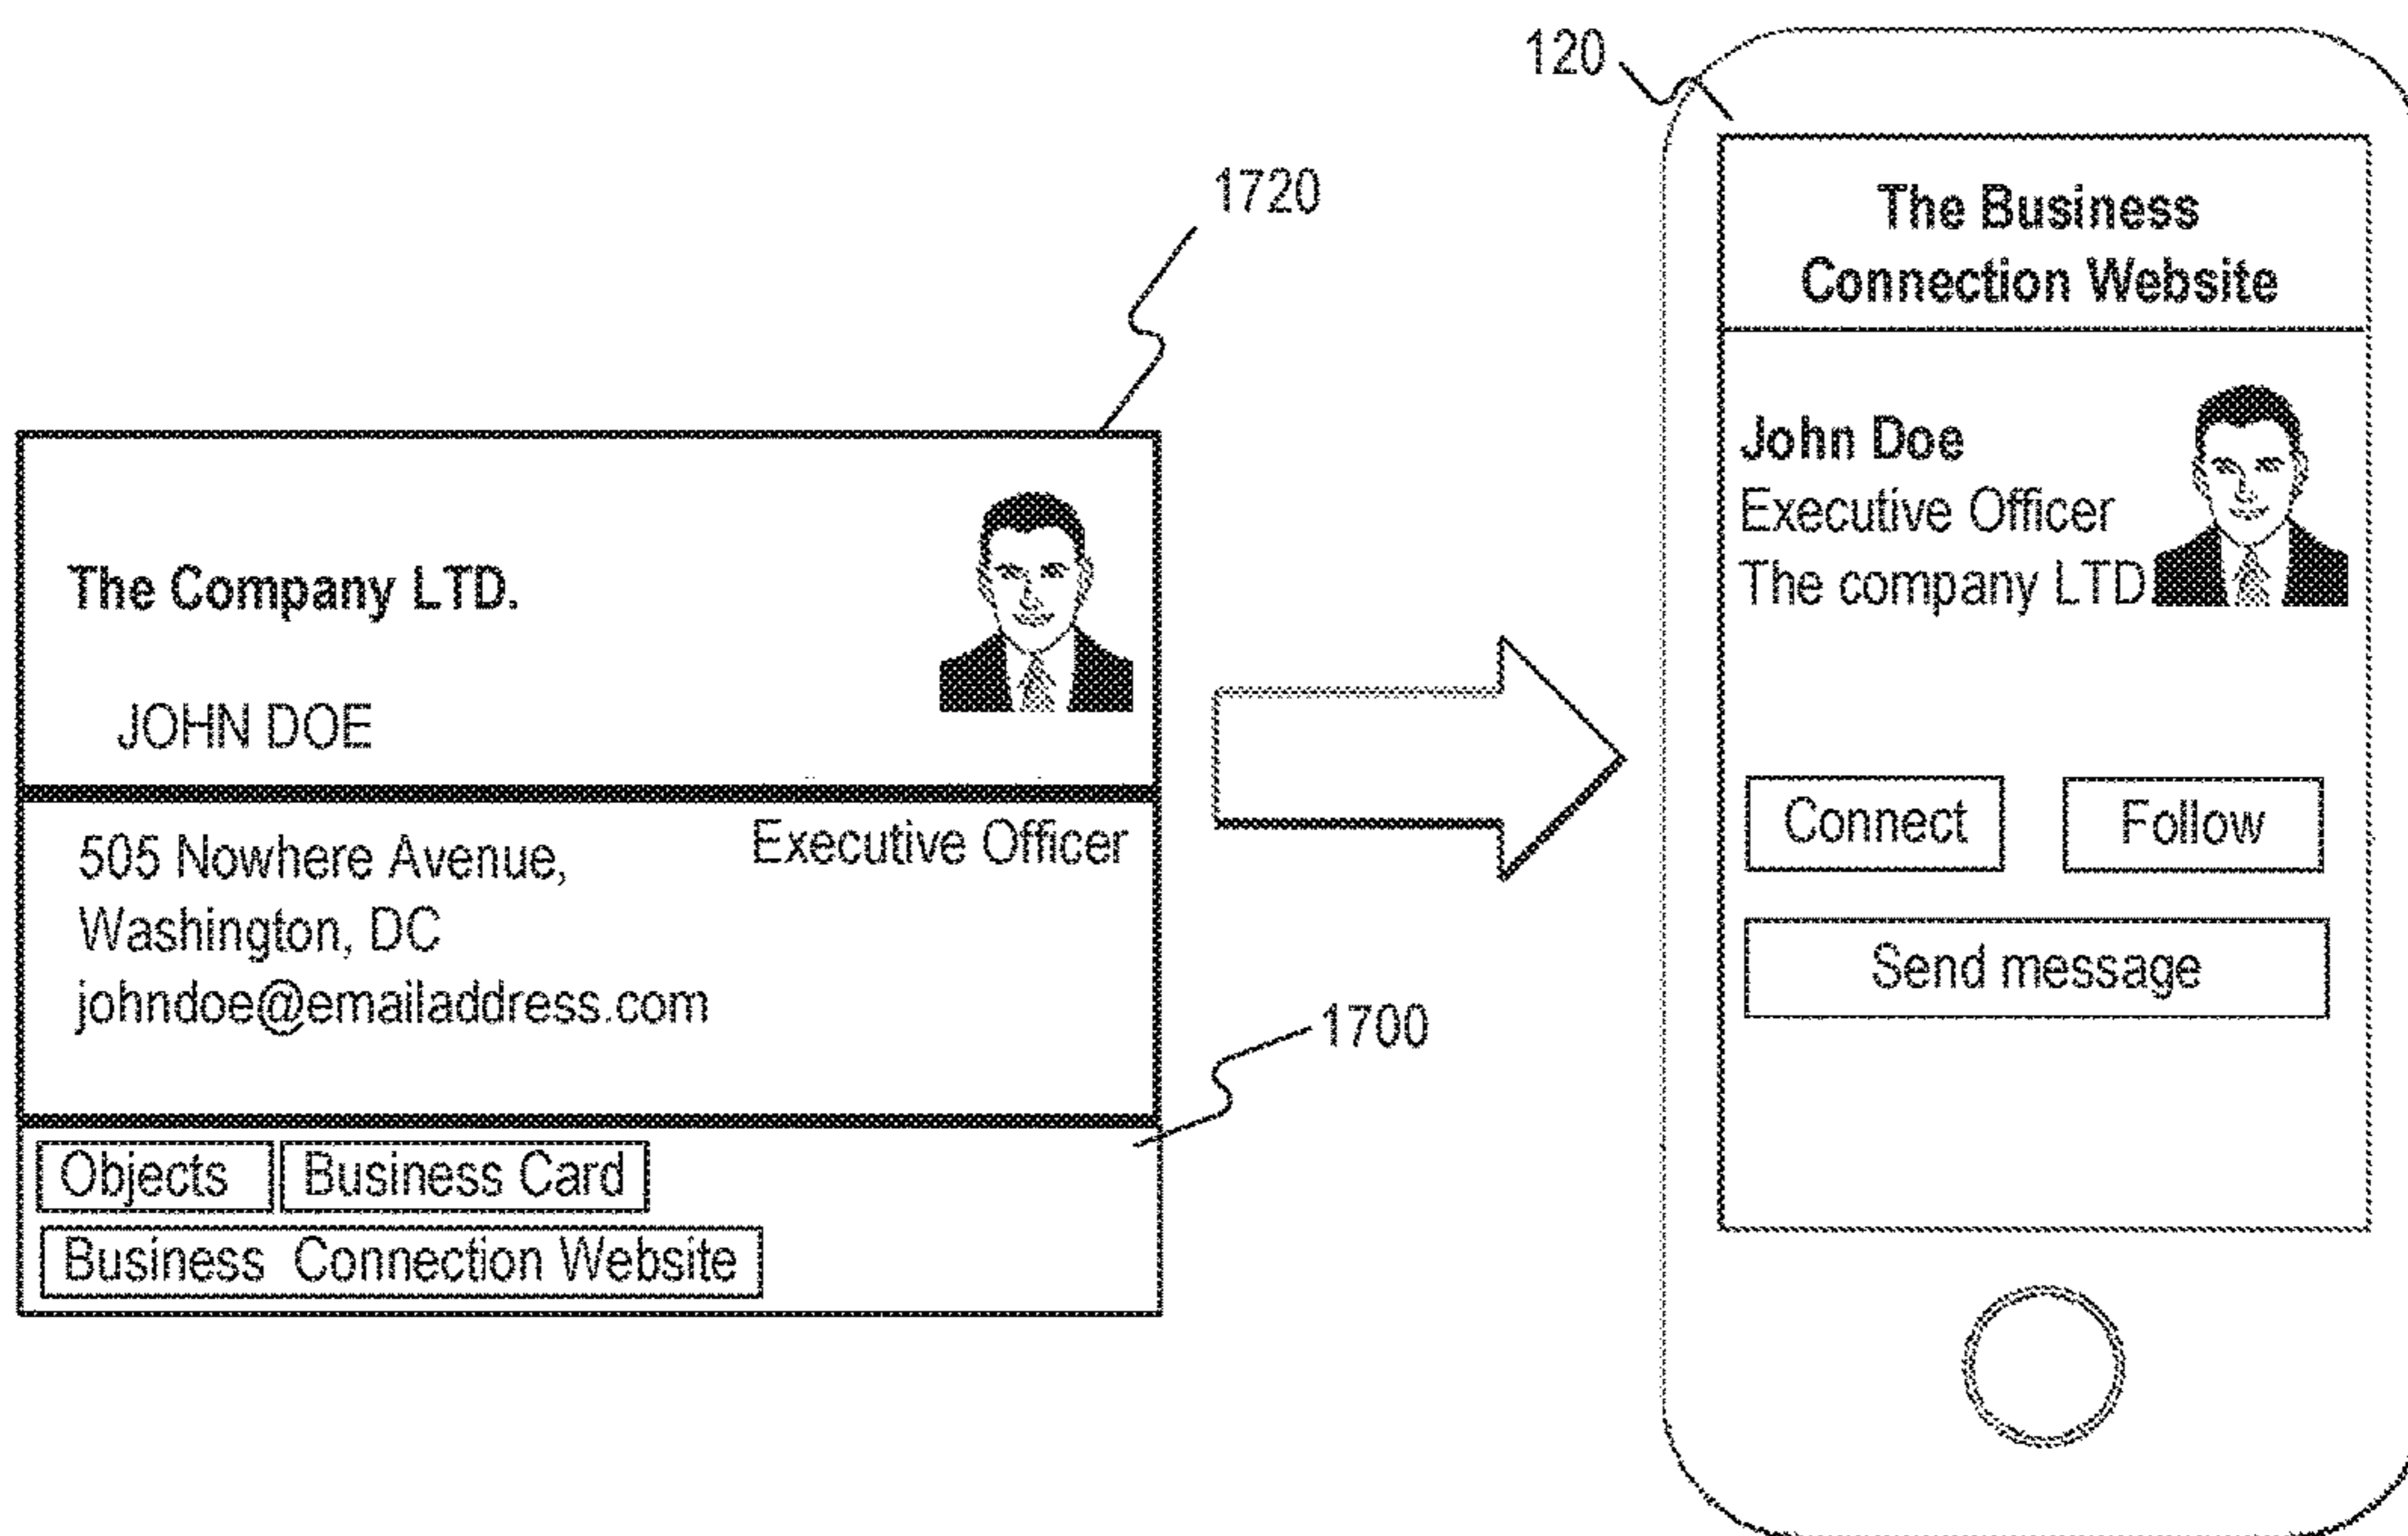 120
1720
The Business
Connection Website
John Doe
Executive Officer
The company LTD.
The Company LTD.
JOHN DOE
Connect
Follow
505 Nowhere Avenue,
Executive Officer
Washington, DC
Send message
johndoe@emailaddress.com
1700
Objects
Business Card
Business Connection Website